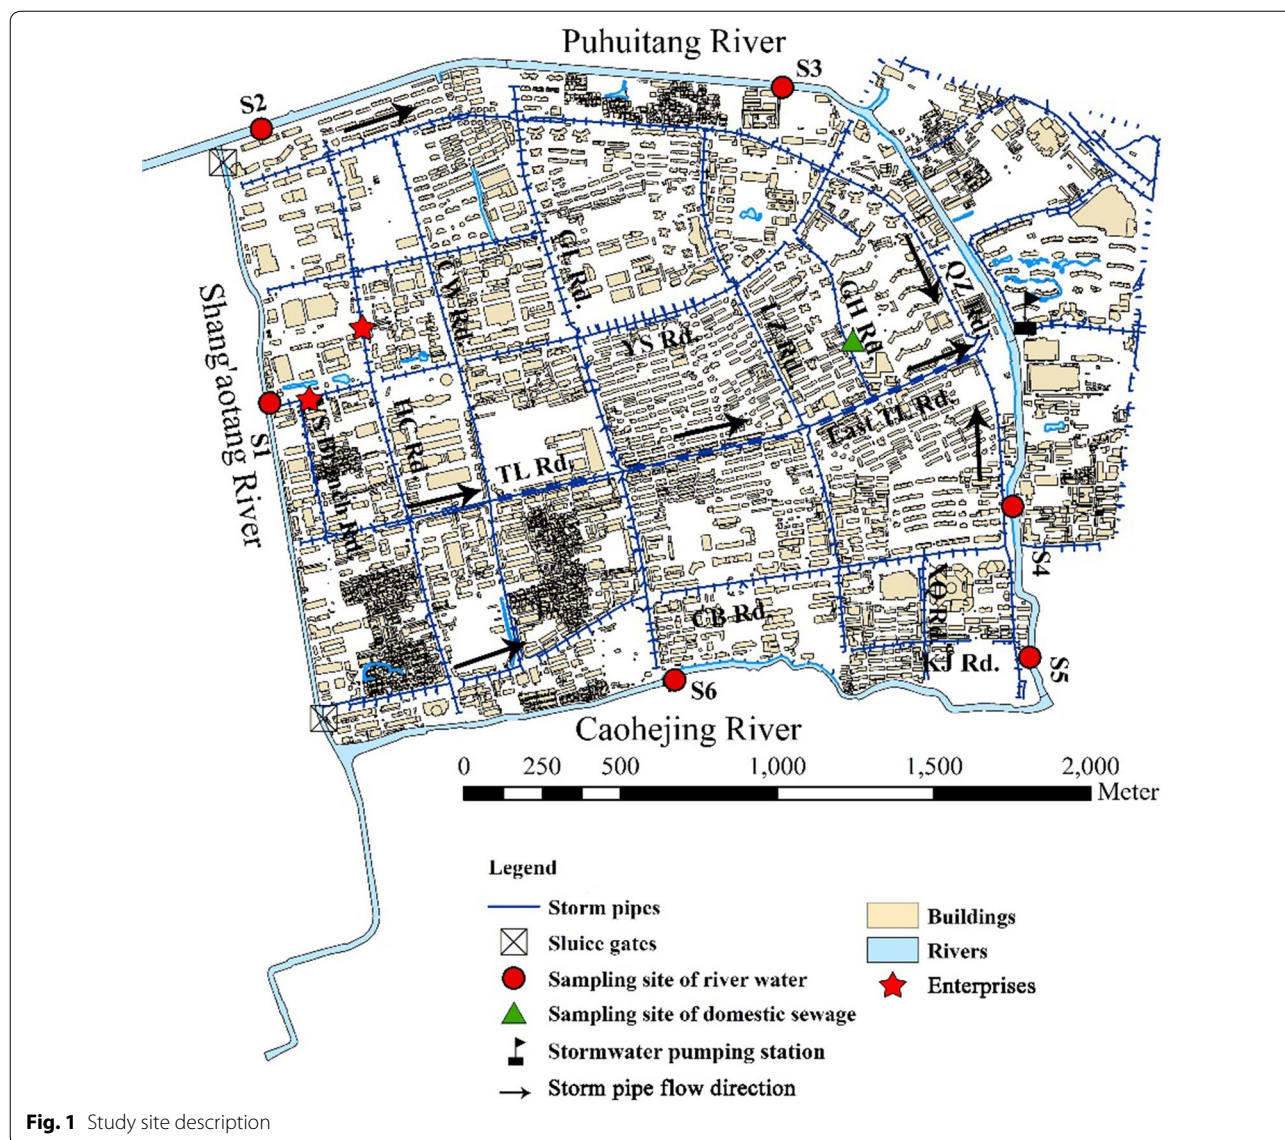 Puhuitang River
S3
S2
GL Rd.
CW Rd.
QZ Rd.
GH Rd.
LZ Rd.
YS Rd.
Shang'aotang River
S1
HC Rd
East TL Rd.
TL Rd.
S4
XQ Rd.
CB Rd.
KJ Rd.
S5
S6
Caohejing River
0 250 500 1,000 1,500 2,000
Meter
Legend
Storm pipes
Sluice gates
Sampling site of river water
Sampling site of domestic sewage
Stormwater pumping station
Storm pipe flow direction
Buildings
Rivers
Enterprises
Fig. 1 Study site description